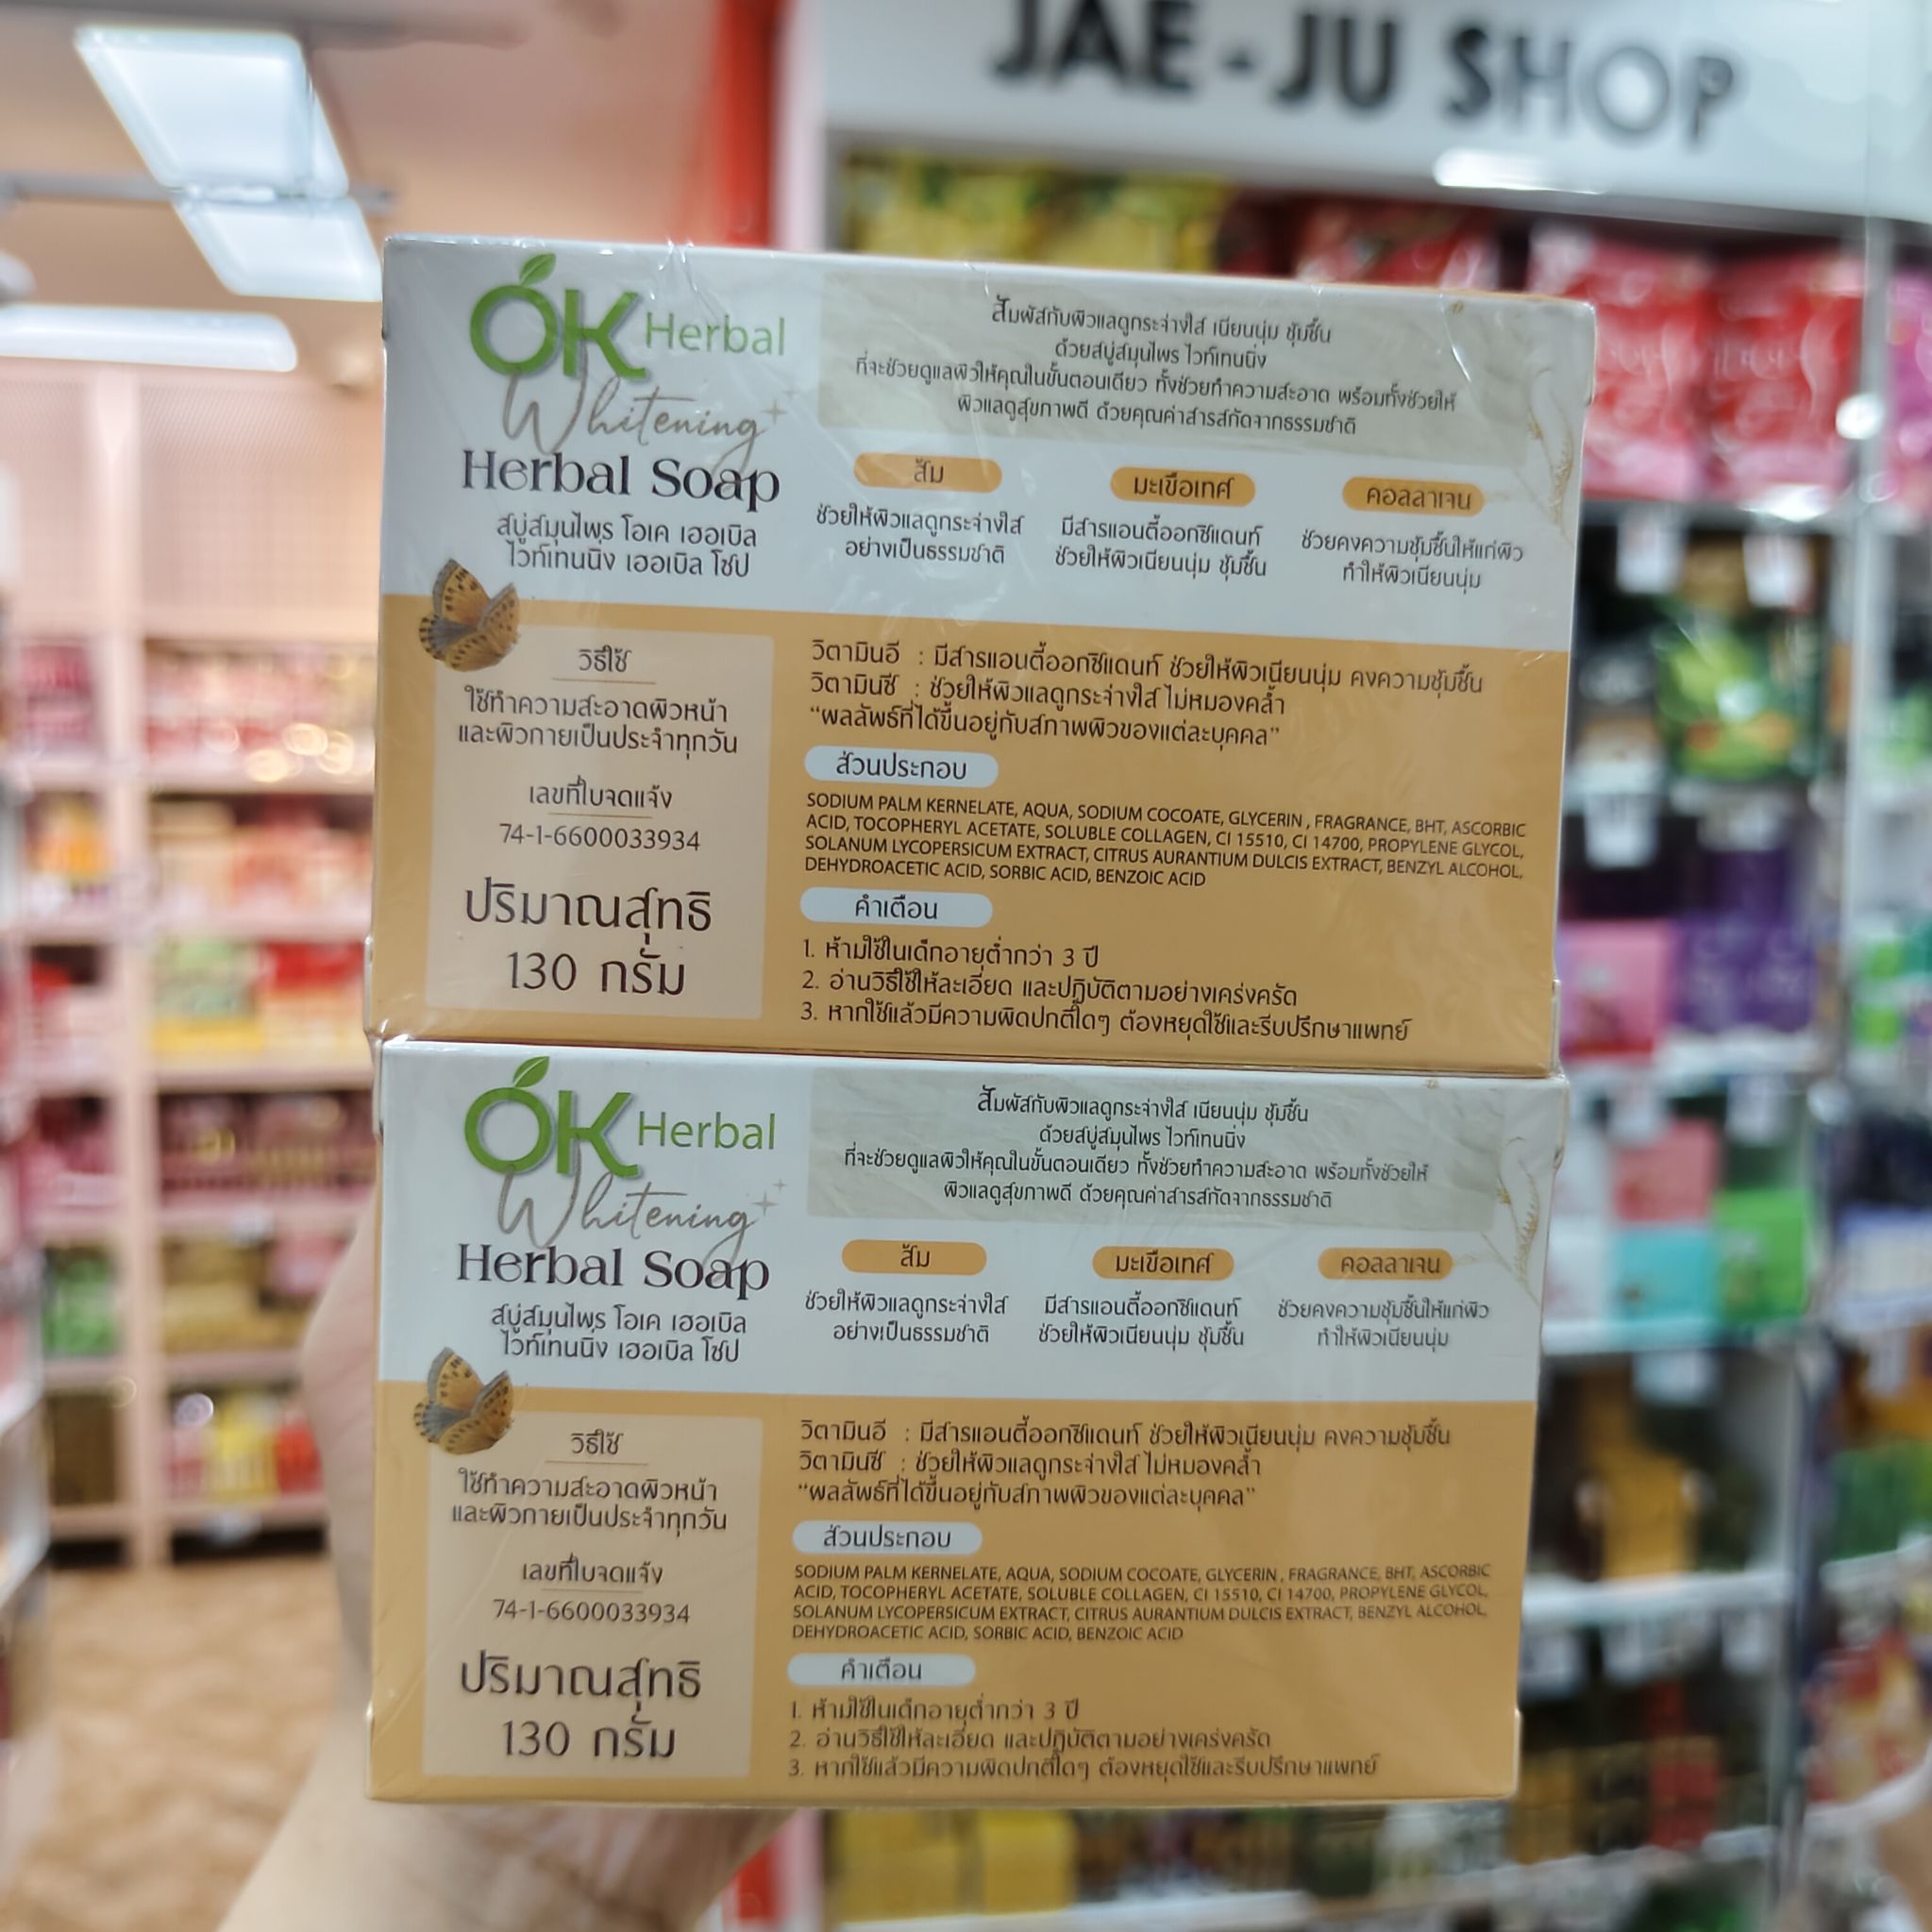 JAE-JU SHOP
OK Herbal
Whitening
Herbal Soap
สบู่สมุนไพร โอเค เฮอเบิล
ไวท์เทนนิ่ง เฮอเบิล โซป
สัมผัสกับผิวแลดูกระจ่างใส เนียนนุ่ม ชุ่มชื้น
ด้วยสบู่สมุนไพร ไวท์เทนนิ่ง
ที่จะช่วยดูแลผิวให้คุณในขั้นตอนเดียว ทั้งช่วยทำความสะอาด พร้อมทั้งช่วยให้
ผิวแลดูสุขภาพดี ด้วยคุณค่าสารสกัดจากธรรมชาติ
ส้ม
ช่วยให้ผิวแลดูกระจ่างใส
อย่างเป็นธรรมชาติ
มะเขือเทศ
มีสารแอนตี้ออกซิแดนท์
ช่วยให้ผิวเนียนนุ่ม ชุ่มชื้น
คอลลาเจน
ช่วยคงความชุ่มชื้นให้แก่ผิว
ทำให้ผิวเนียนนุ่ม
วิธีใช้
ใช้ทำความสะอาดผิวหน้า
และผิวกายเป็นประจำทุกวัน
เลขที่ใบจดแจ้ง
74-1-6600033934
ปริมาณสุทธิ
130 กรัม
วิตามินอี : มีสารแอนตี้ออกซิแดนท์ ช่วยให้ผิวเนียนนุ่ม คงความชุ่มชื้น
วิตามินซี : ช่วยให้ผิวแลดูกระจ่างใส ไม่หมองคล้ำ
“ผลลัพธ์ที่ได้ขึ้นอยู่กับสภาพผิวของแต่ละบุคคล”
ส่วนประกอบ
SODIUM PALM KERNELATE, AQUA, SODIUM COCOATE, GLYCERIN , FRAGRANCE, BHT, ASCORBIC
ACID, TOCOPHERYL ACETATE, SOLUBLE COLLAGEN, CI 15510, CI 14700, PROPYLENE GLYCOL,
SOLANUM LYCOPERSICUM EXTRACT, CITRUS AURANTIUM DULCIS EXTRACT, BENZYL ALCOHOL,
DEHYDROACETIC ACID, SORBIC ACID, BENZOIC ACID
คำเตือน
1. ห้ามใช้ในเด็กอายุต่ำกว่า 3 ปี
2. อ่านวิธีใช้ให้ละเอียด และปฏิบัติตามอย่างเคร่งครัด
3. หากใช้แล้วมีความผิดปกติใดๆ ต้องหยุดใช้และรีบปรึกษาแพทย์
OK Herbal
Whitening
Herbal Soap
สบู่สมุนไพร โอเค เฮอเบิล
ไวท์เทนนิ่ง เฮอเบิล โซป
สัมผัสกับผิวแลดูกระจ่างใส เนียนนุ่ม ชุ่มชื้น
ด้วยสบู่สมุนไพร ไวท์เทนนิ่ง
ที่จะช่วยดูแลผิวให้คุณในขั้นตอนเดียว ทั้งช่วยทำความสะอาด พร้อมทั้งช่วยให้
ผิวแลดูสุขภาพดี ด้วยคุณค่าสารสกัดจากธรรมชาติ
ส้ม
ช่วยให้ผิวแลดูกระจ่างใส
อย่างเป็นธรรมชาติ
มะเขือเทศ
มีสารแอนตี้ออกซิแดนท์
ช่วยให้ผิวเนียนนุ่ม ชุ่มชื้น
คอลลาเจน
ช่วยคงความชุ่มชื้นให้แก่ผิว
ทำให้ผิวเนียนนุ่ม
วิธีใช้
ใช้ทำความสะอาดผิวหน้า
และผิวกายเป็นประจำทุกวัน
เลขที่ใบจดแจ้ง
74-1-6600033934
ปริมาณสุทธิ
130 กรัม
วิตามินอี : มีสารแอนตี้ออกซิแดนท์ ช่วยให้ผิวเนียนนุ่ม คงความชุ่มชื้น
วิตามินซี : ช่วยให้ผิวแลดูกระจ่างใส ไม่หมองคล้ำ
“ผลลัพธ์ที่ได้ขึ้นอยู่กับสภาพผิวของแต่ละบุคคล”
ส่วนประกอบ
SODIUM PALM KERNELATE, AQUA, SODIUM COCOATE, GLYCERIN , FRAGRANCE, BHT, ASCORBIC
ACID, TOCOPHERYL ACETATE, SOLUBLE COLLAGEN, CI 15510, CI 14700, PROPYLENE GLYCOL,
SOLANUM LYCOPERSICUM EXTRACT, CITRUS AURANTIUM DULCIS EXTRACT, BENZYL ALCOHOL,
DEHYDROACETIC ACID, SORBIC ACID, BENZOIC ACID
คำเตือน
1. ห้ามใช้ในเด็กอายุต่ำกว่า 3 ปี
2. อ่านวิธีใช้ให้ละเอียด และปฏิบัติตามอย่างเคร่งครัด
3. หากใช้แล้วมีความผิดปกติใดๆ ต้องหยุดใช้และรีบปรึกษาแพทย์